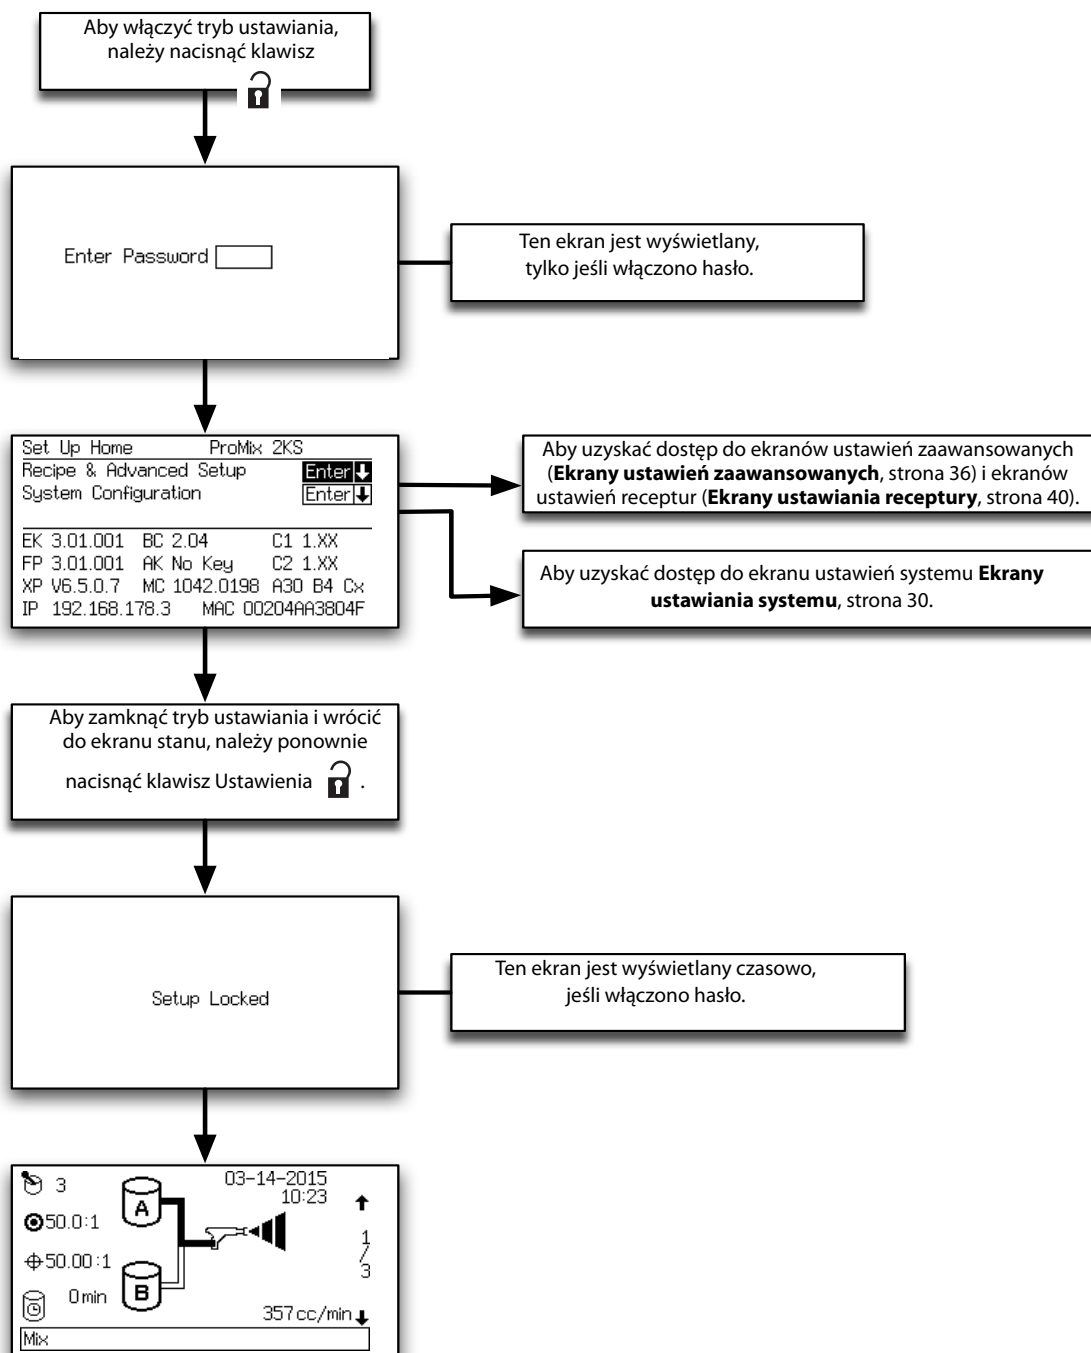 Aby włączyć tryb ustawiania,
należy nacisnąć klawisz
Enter Password
Ten ekran jest wyświetlany,
tylko jeśli włączono hasło.
Set Up Home ProMix 2KS
Recipe & Advanced Setup Enter
System Configuration Enter
EK 3.01.001 BC 2.04 C1 1.XX
FP 3.01.001 AK No Key C2 1.XX
XP V6.5.0.7 MC 1042.0198 A30 B4 Cx
IP 192.168.178.3 MAC 00204AA3804F
Aby uzyskać dostęp do ekranów ustawień zaawansowanych
(Ekrany ustawień zaawansowanych, strona 36) i ekranów
ustawień receptur (Ekrany ustawiania receptury, strona 40).
Aby uzyskać dostęp do ekranu ustawień systemu Ekrany
ustawiania systemu, strona 30.
Aby zamknąć tryb ustawiania i wrócić
do ekranu stanu, należy ponownie
nacisnąć klawisz Ustawienia .
Setup Locked
Ten ekran jest wyświetlany czasowo,
jeśli włączono hasło.
3
03-14-2015
10:23
A
50.0:1
1
/
3
50.00:1
B
0min
357cc/min
Mix